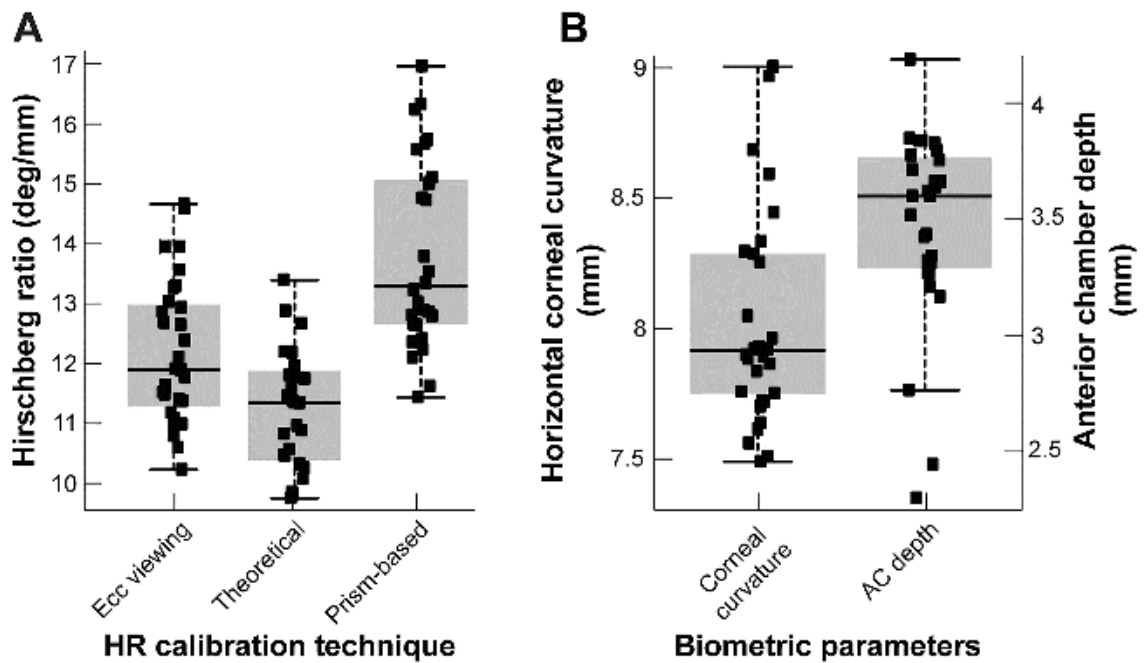 A
Hirschberg ratio (deg/mm)
17
16
15
14
13
12
11
10
Ecc viewing
Theoretical
Prism-based
HR calibration technique
B
Horizontal corneal curvature
(mm)
9
8.5
8
7.5
Corneal
curvature
AC depth
4
3.5
3
2.5
Anterior chamber depth
(mm)
Biometric parameters